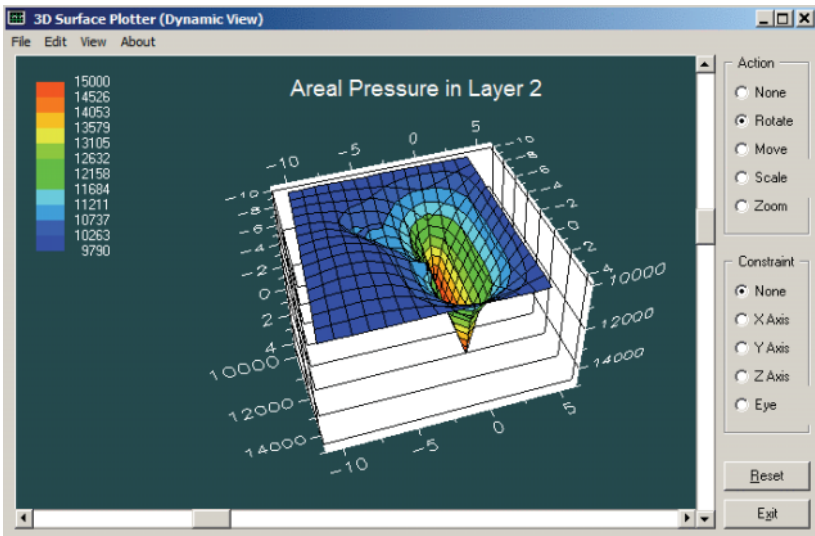 3D Surface Plotter (Dynamic View)
File Edit View About
Areal Pressure in Layer 2
15000
14526
14053
13579
13105
12632
12158
11684
11211
10737
10263
9790
-10 -5 0 5
-10
-8
-6
-4
-2
0
2
4
-10
-8
-6
-4
-2
0
2
4
10000
12000
14000
10000
12000
14000
-10 -5 0 5
Action
None
Rotate
Move
Scale
Zoom
Constraint
None
X Axis
Y Axis
Z Axis
Eye
Reset
Exit